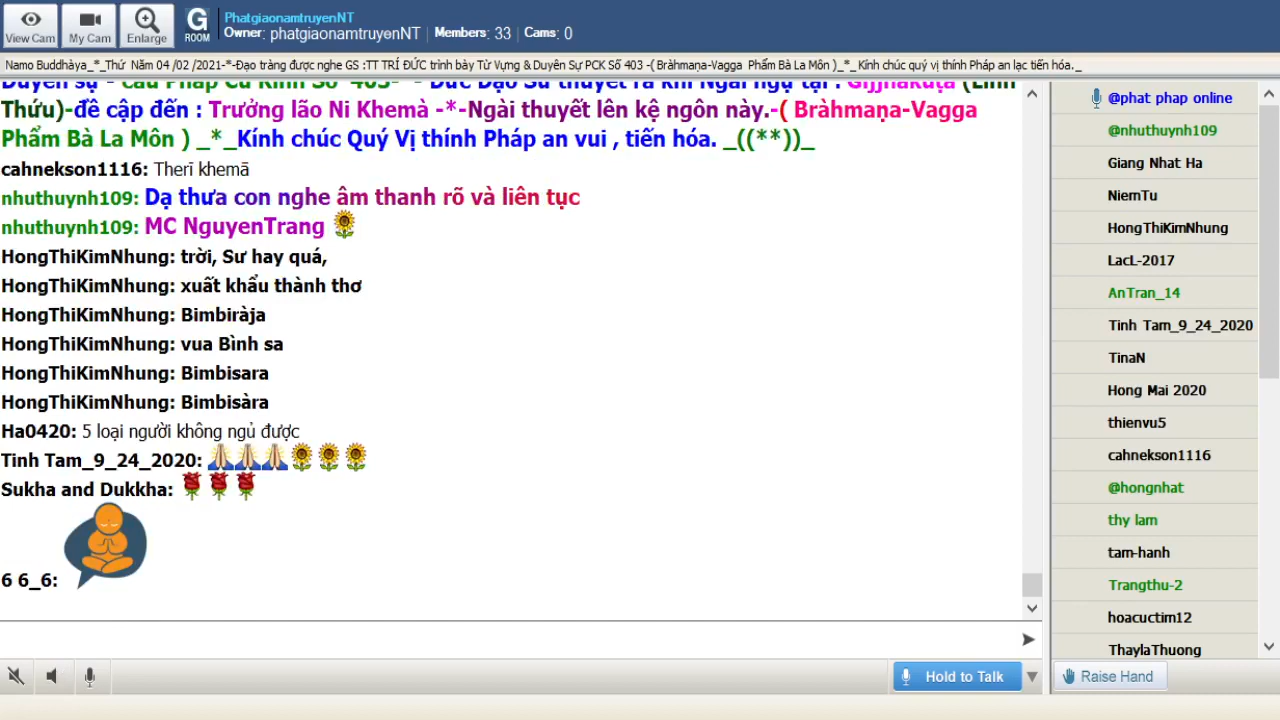 PhatgiaonamtruyenNT
View Cam My Cam Enlarge G ROOM Owner: phatgiaonamtruyenNT Members: 33 Cams: 0
Namo Buddhàya_*_Thứ Năm 04 /02 /2021-*-Đạo tràng được nghe GS :TT TRÍ ĐỨC trình bày Từ Vựng & Duyên Sự PCK Số 403 -( Bràhmaṇa-Vagga Phẩm Bà La Môn )_*_ Kính chúc quý vị thính Pháp an lạc tiến hóa._
Duyên sự - câu Pháp Cú Kinh Số "403-" - Đức Đạo Sư thuyết ra khi Ngài ngụ tại : Gijjhakuṭa (Linh
Thứu)-đề cập đến : Trưởng lão Ni Khemà -*-Ngài thuyết lên kệ ngôn này.-( Bràhmaṇa-Vagga
Phẩm Bà La Môn ) _*_Kính chúc Quý Vị thính Pháp an vui , tiến hóa. _((**))_
cahnekson1116: Therī khemā
nhuthuynh109: Dạ thưa con nghe âm thanh rõ và liên tục
nhuthuynh109: MC NguyenTrang
HongThiKimNhung: trời, Sư hay quá,
HongThiKimNhung: xuất khẩu thành thơ
HongThiKimNhung: Bimbiràja
HongThiKimNhung: vua Bình sa
HongThiKimNhung: Bimbisara
HongThiKimNhung: Bimbisàra
Ha0420: 5 loại người không ngủ được
Tinh Tam_9_24_2020:
Sukha and Dukkha:
6 6_6:
@phat phap online
@nhuthuynh109
Giang Nhat Ha
NiemTu
HongThiKimNhung
LacL-2017
AnTran_14
Tinh Tam_9_24_2020
TinaN
Hong Mai 2020
thienvu5
cahnekson1116
@hongnhat
thy lam
tam-hanh
Trangthu-2
hoacuctim12
ThaylaThuong
Hold to Talk
Raise Hand